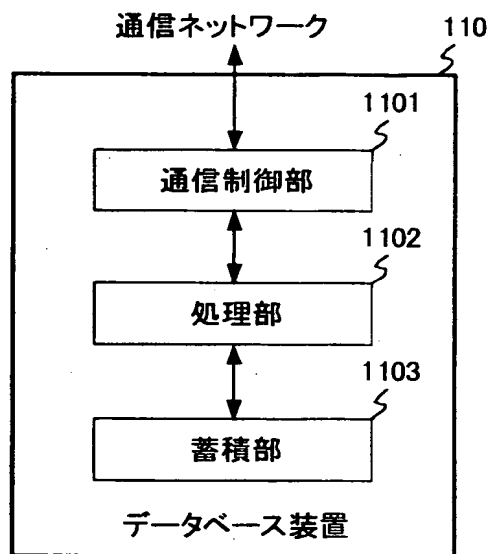 通信ネットワーク
110
1101
通信制御部
1102
処理部
1103
蓄積部
データベース装置